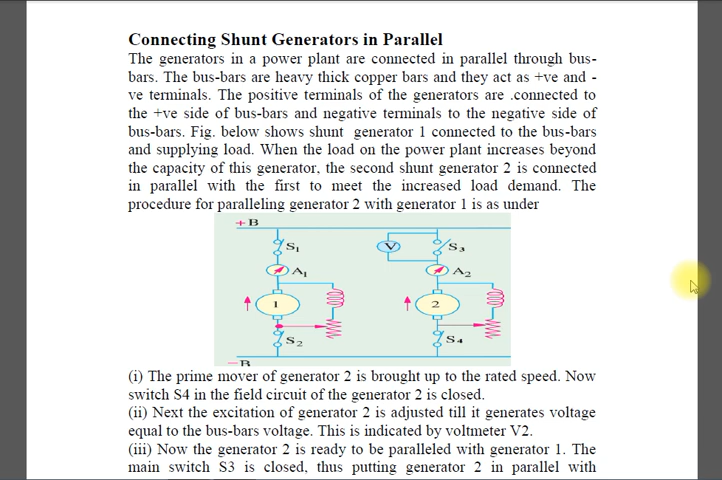 Connecting Shunt Generators in Parallel
The generators in a power plant are connected in parallel through bus-
bars. The bus-bars are heavy thick copper bars and they act as +ve and -
ve terminals. The positive terminals of the generators are .connected to
the +ve side of bus-bars and negative terminals to the negative side of
bus-bars. Fig. below shows shunt generator 1 connected to the bus-bars
and supplying load. When the load on the power plant increases beyond
the capacity of this generator, the second shunt generator 2 is connected
in parallel with the first to meet the increased load demand. The
procedure for paralleling generator 2 with generator 1 is as under
+B
S1 V S3
A1 A2
1 2
S2 S4
−B
(i) The prime mover of generator 2 is brought up to the rated speed. Now
switch S4 in the field circuit of the generator 2 is closed.
(ii) Next the excitation of generator 2 is adjusted till it generates voltage
equal to the bus-bars voltage. This is indicated by voltmeter V2.
(iii) Now the generator 2 is ready to be paralleled with generator 1. The
main switch S3 is closed, thus putting generator 2 in parallel with